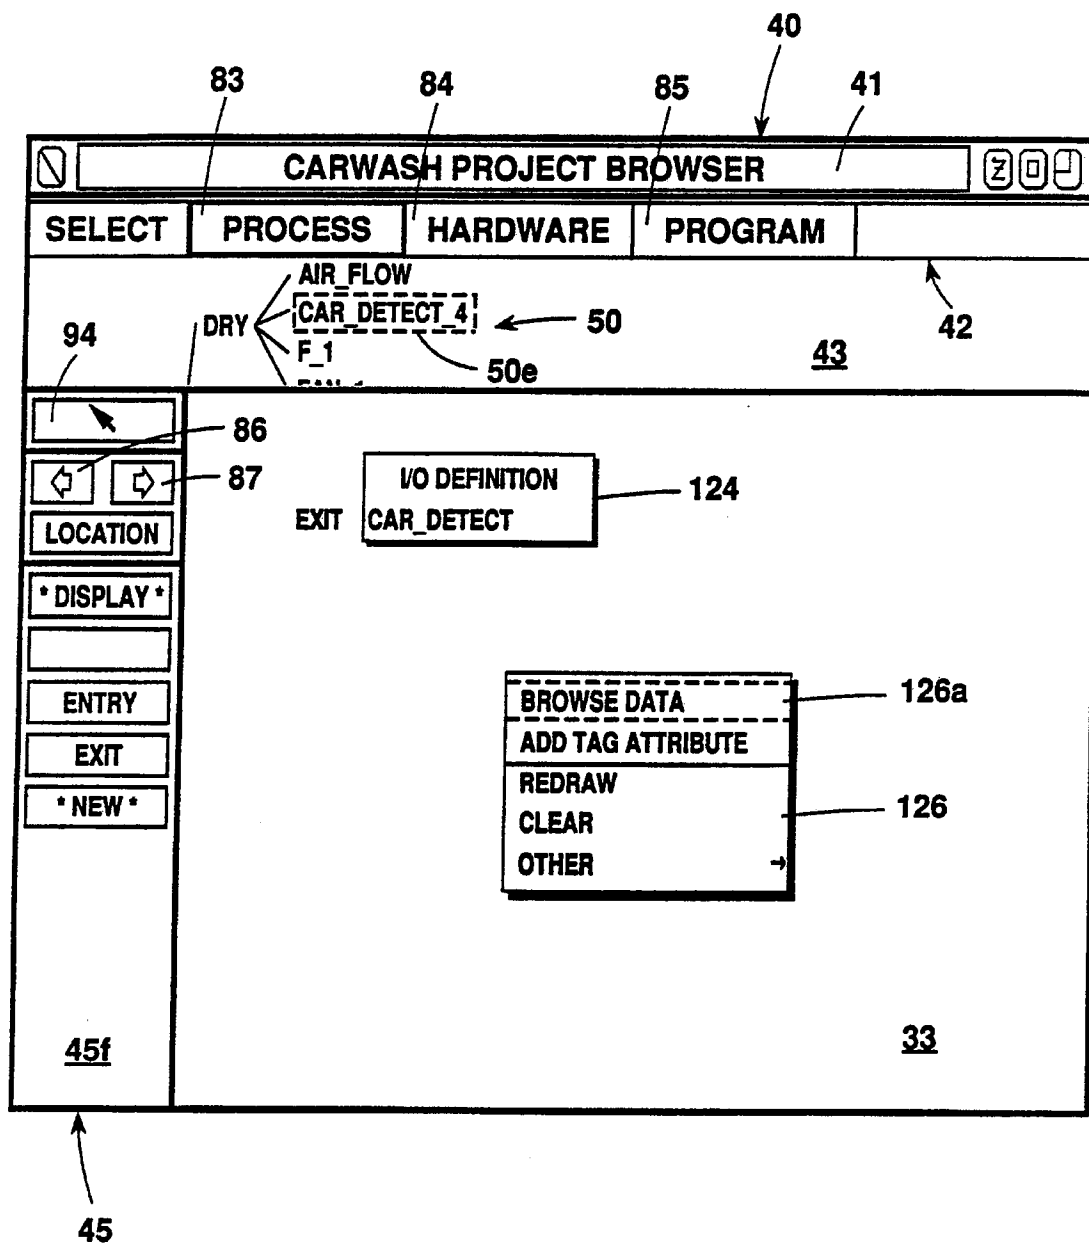 40
83
84
85
41
CARWASH PROJECT BROWSER
Z
SELECT PROCESS HARDWARE PROGRAM
AIR_FLOW
94
DRY
CAR_DETECT_4
50
42
F_1
50e
43
86
I/O DEFINITION
87
124
EXIT CAR_DETECT
LOCATION
* DISPLAY *
BROWSE DATA
126a
ENTRY
ADD TAG ATTRIBUTE
EXIT
REDRAW
* NEW *
CLEAR
126
OTHER →
45f
33
45